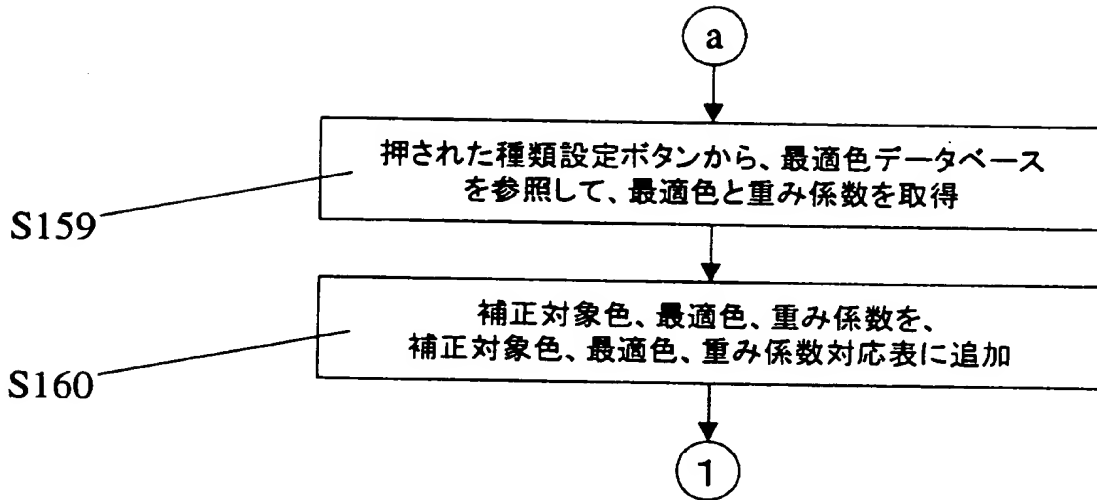 a
押された種類設定ボタンから、最適色データベース
を参照して、最適色と重み係数を取得
S159
補正対象色、最適色、重み係数を、
補正対象色、最適色、重み係数対応表に追加
S160
1